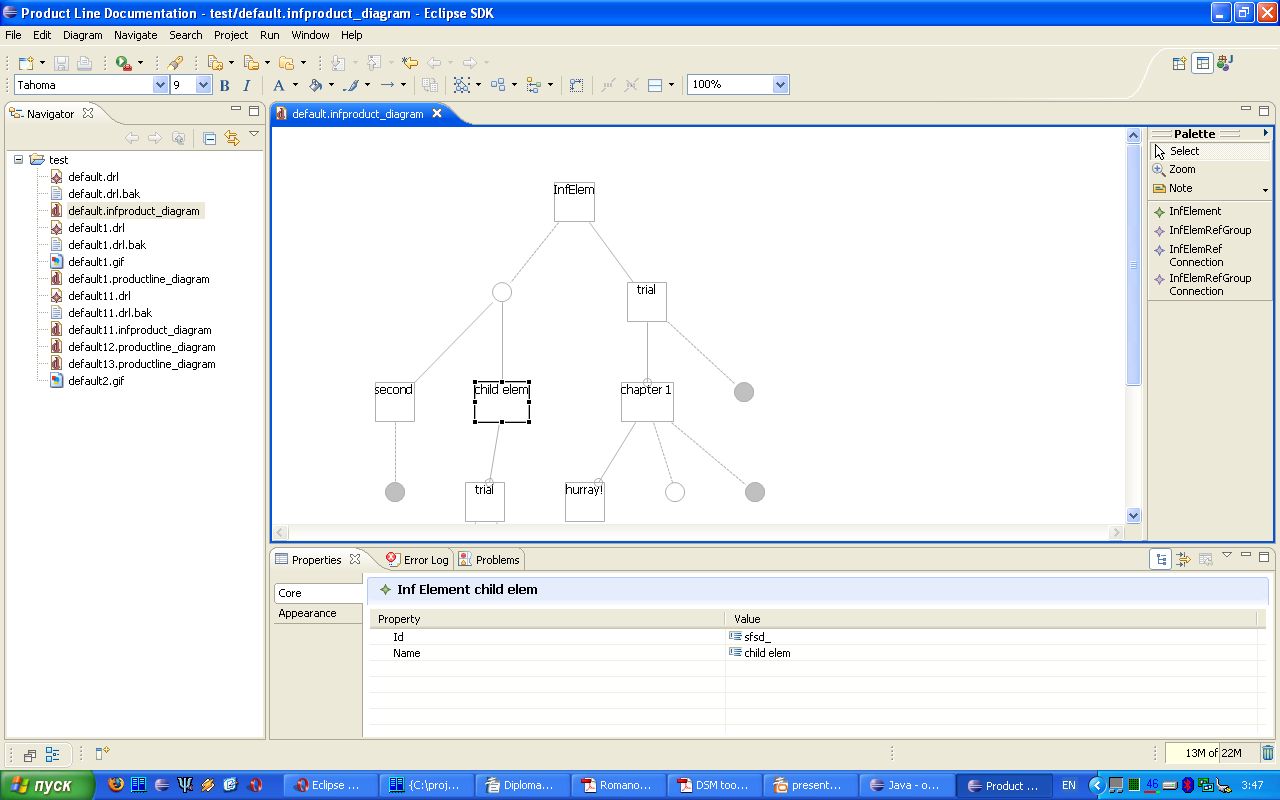 Product Line Documentation - test/default.infproduct_diagram - Eclipse SDK
File Edit Diagram Navigate Search Project Run Window Help
Tahoma 9 B I A 100%
Navigator
default.infproduct_diagram
test
default.drl
default.drl.bak
default.infproduct_diagram
default1.drl
default1.drl.bak
default1.gif
default1.productline_diagram
default11.drl
default11.drl.bak
default11.infproduct_diagram
default12.productline_diagram
default13.productline_diagram
default2.gif
InfElem
trial
second
child elem
chapter 1
trial
hurray!
Palette
Select
Zoom
Note
InfElement
InfElemRefGroup
InfElemRef
Connection
InfElemRefGroup
Connection
Properties Error Log Problems
Core
Appearance
Inf Element child elem
Property Value
Id sfsd_
Name child elem
13M of 22M
пуск Eclipse ... {C:\proj... Diploma... Romano... DSM too... present... Java - o... Product ... EN 46 3:47